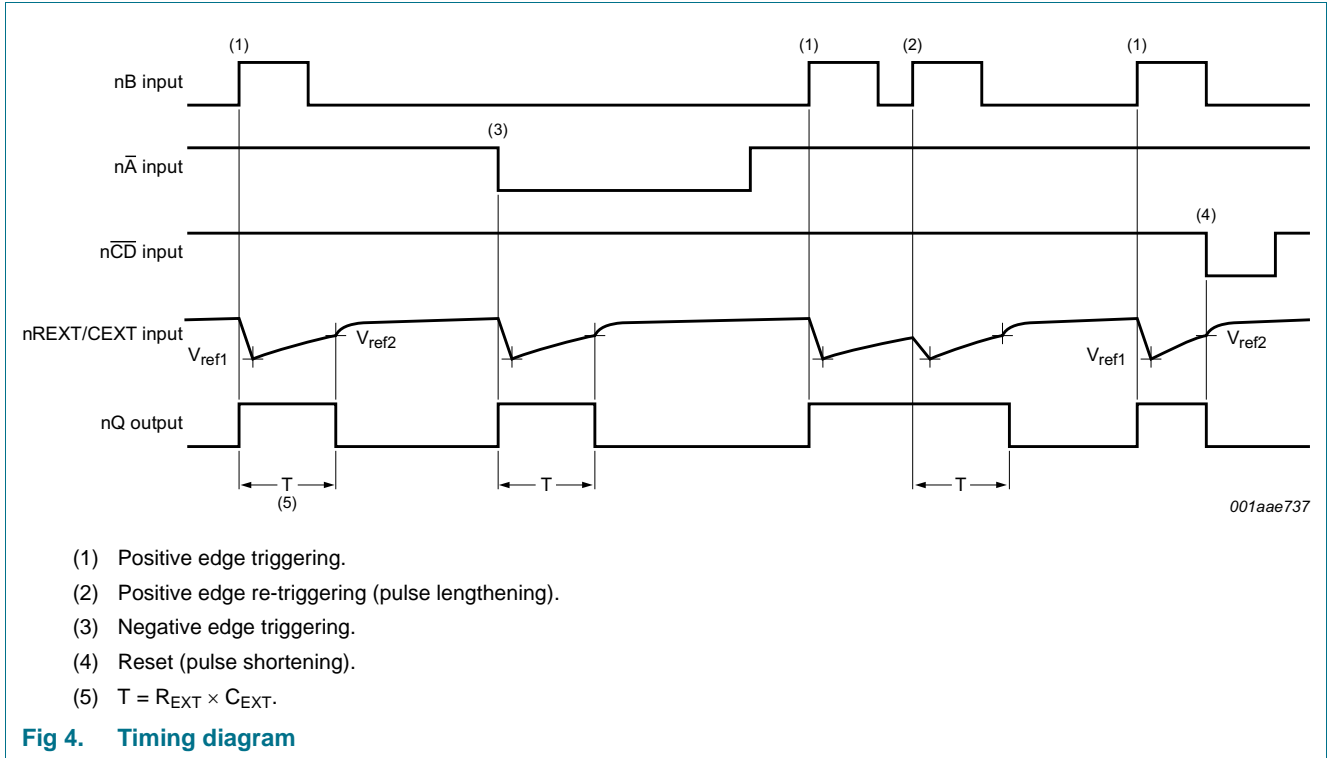 (1) (1) (2) (1)
nB input
(3)
nA̅ input
(4)
nC̅D̅ input
nREXT/CEXT input
Vref1 Vref2 Vref1 Vref2
nQ output
T T T
(5)
001aae737
(1) Positive edge triggering.
(2) Positive edge re-triggering (pulse lengthening).
(3) Negative edge triggering.
(4) Reset (pulse shortening).
(5) T = REXT × CEXT.
Fig 4. Timing diagram